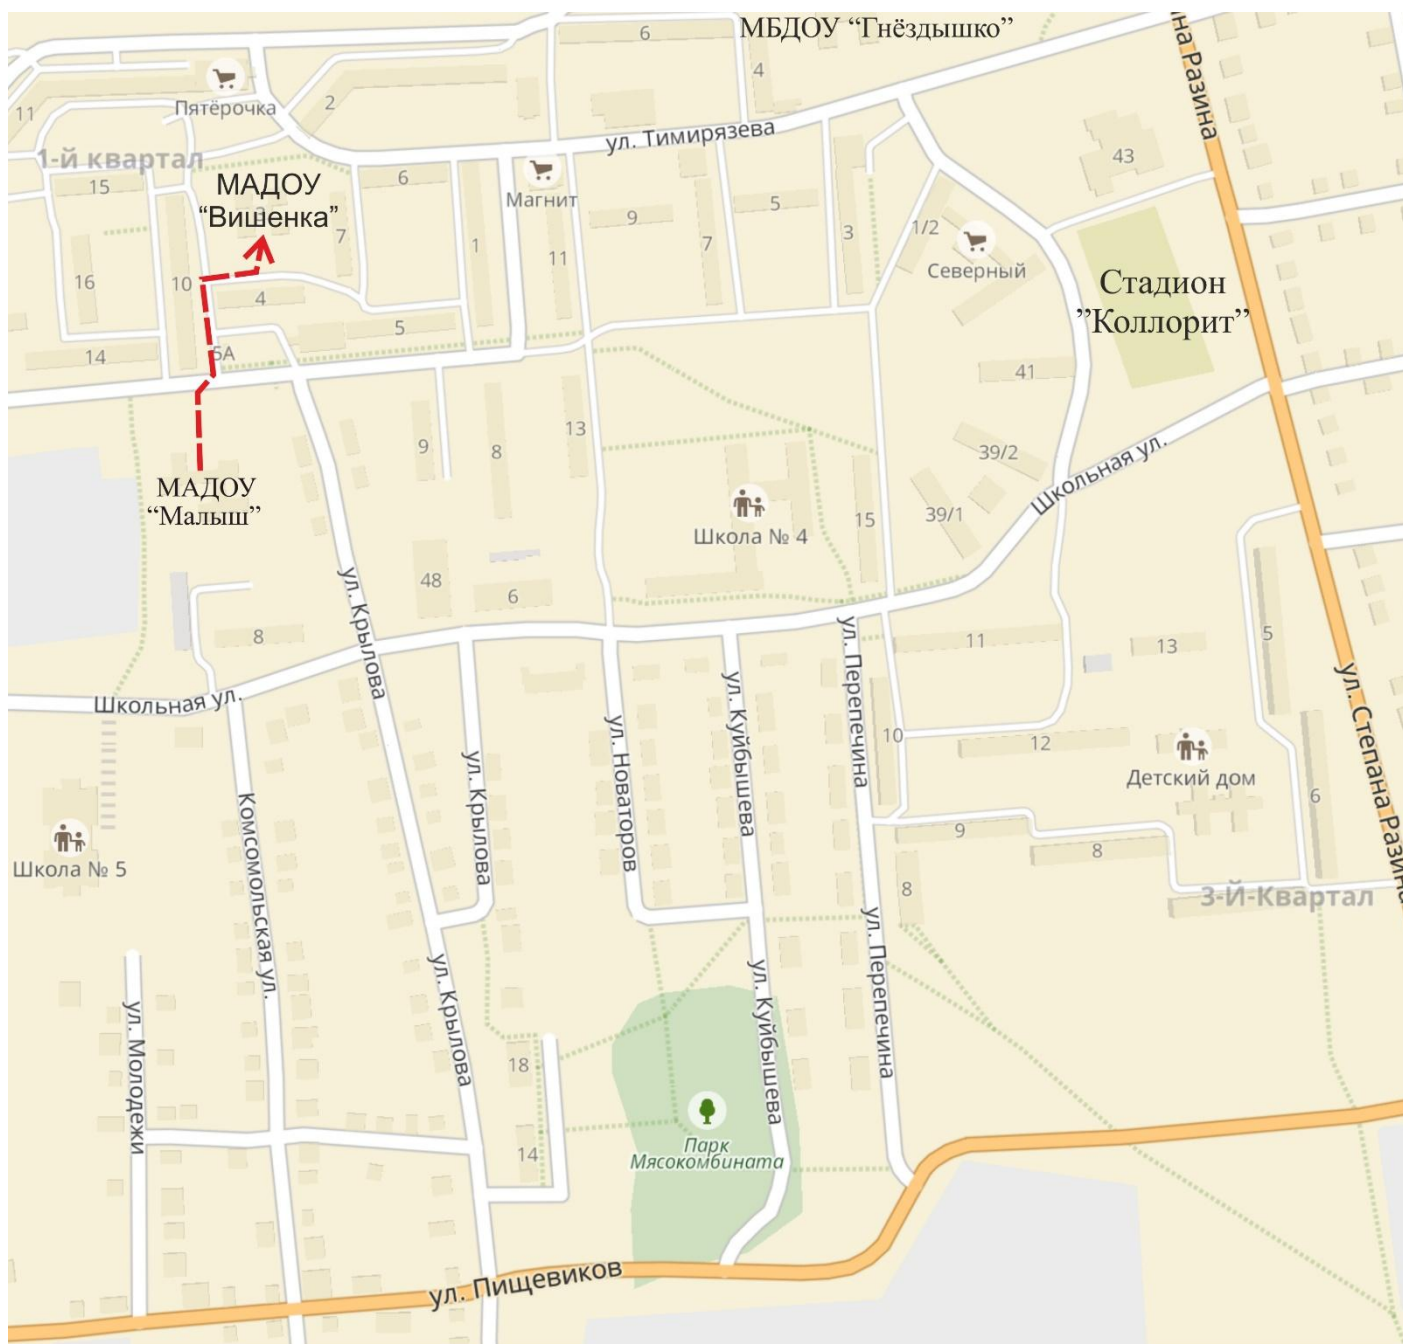 МБДОУ “Гнёздышко”
6
4
на Разина
Пятёрочка
2
11
ул. Тимирязева
1-й квартал
43
15
МАДОУ
“Вишенка”
3
7
6
Магнит
9
5
7
3
1/2
1
11
Северный
16
10
4
Стадион
”Коллорит”
5
14
5А
41
9
8
13
39/2
Школьная ул.
МАДОУ
“Малыш”
Школа № 4
15
39/1
48
6
ул. Крылова
8
11
13
5
ул. Перепечина
Школьная ул.
ул. Куйбышева
ул. Степана Разина
ул. Новаторов
ул. Крылова
10
12
Детский дом
6
Комсомольская ул.
9
8
Школа № 5
8
3-Й-Квартал
ул. Перепечина
ул. Крылова
ул. Куйбышева
ул. Молодежи
18
14
Парк
Мясокомбината
ул. Пищевиков